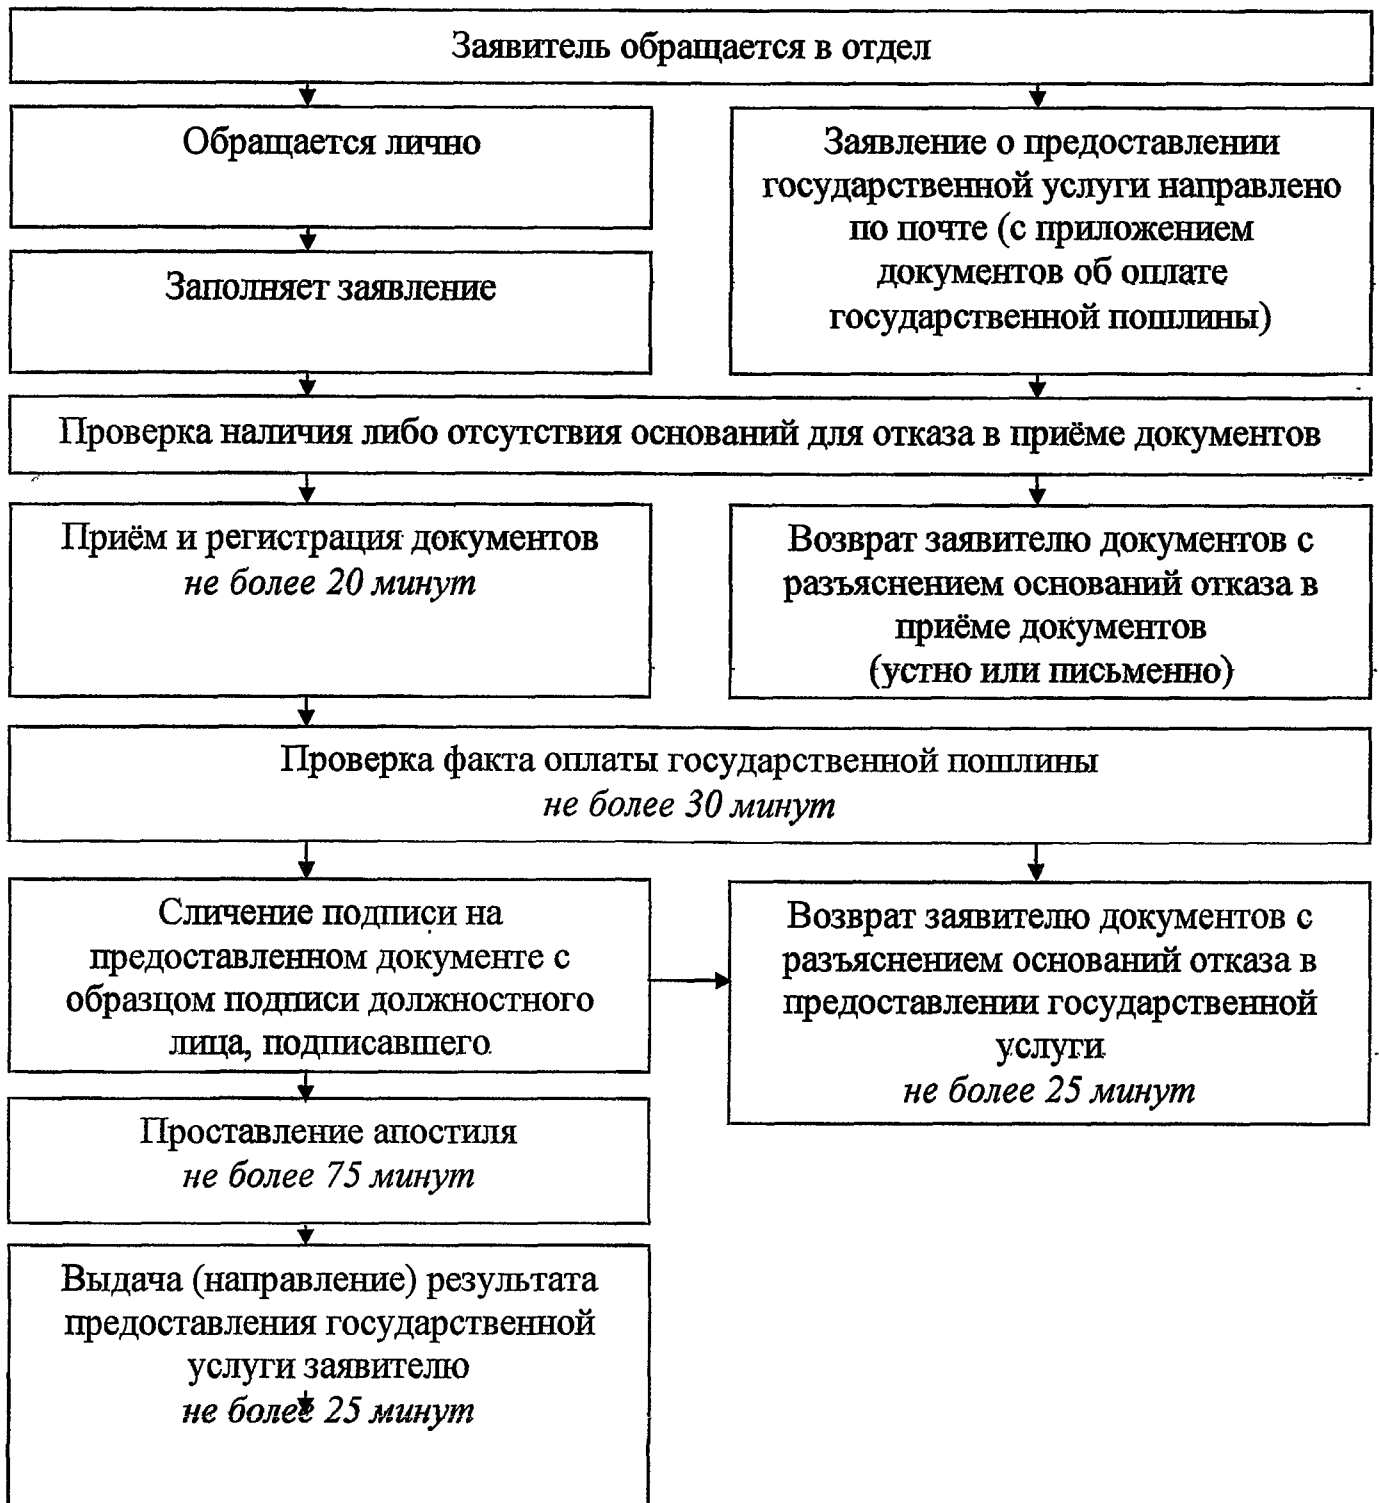 Заявитель обращается в отдел
Обращается лично
Заявление о предоставлении
государственной услуги направлено
по почте (с приложением
документов об оплате
государственной пошлины)
Заполняет заявление
Проверка наличия либо отсутствия оснований для отказа в приёме документов
Приём и регистрация документов
не более 20 минут
Возврат заявителю документов с
разъяснением оснований отказа в
приёме документов
(устно или письменно)
Проверка факта оплаты государственной пошлины
не более 30 минут
Сличение подписи на
предоставленном документе с
образцом подписи должностного
лица, подписавшего
Возврат заявителю документов с
разъяснением оснований отказа в
предоставлении государственной
услуги
не более 25 минут
Проставление апостиля
не более 75 минут
Выдача (направление) результата
предоставления государственной
услуги заявителю
не более 25 минут